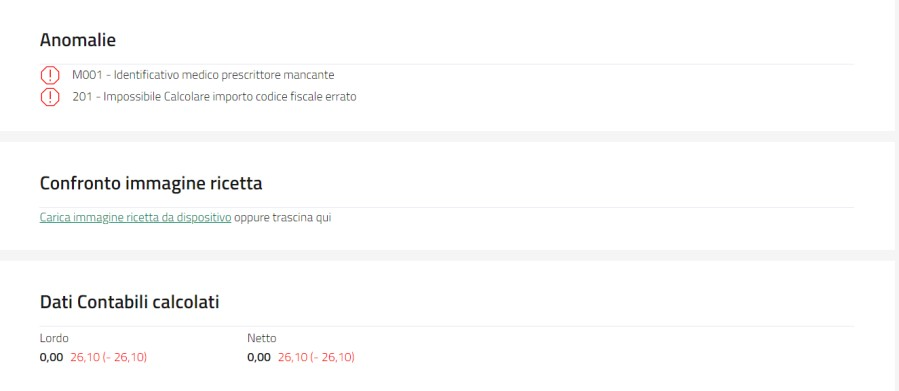 Anomalie
M001 - Identificativo medico prescrittore mancante
201 - Impossibile Calcolare importo codice fiscale errato
Confronto immagine ricetta
Carica immagine ricetta da dispositivo oppure trascina qui
Dati Contabili calcolati
Lordo Netto
0,00 26,10 (- 26,10) 0,00 26,10 (- 26,10)